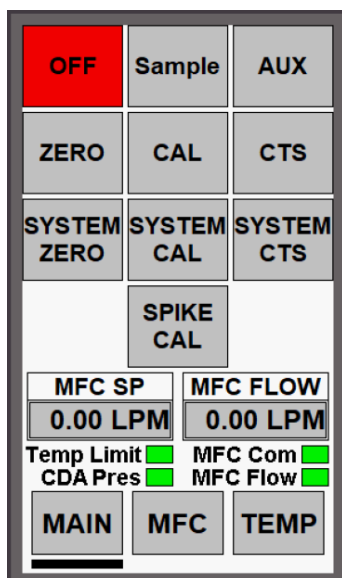 OFF Sample AUX
ZERO CAL CTS
SYSTEM SYSTEM SYSTEM
ZERO CAL CTS
SPIKE
CAL
MFC SP MFC FLOW
0.00 LPM 0.00 LPM
Temp Limit MFC Com
CDA Pres MFC Flow
MAIN MFC TEMP